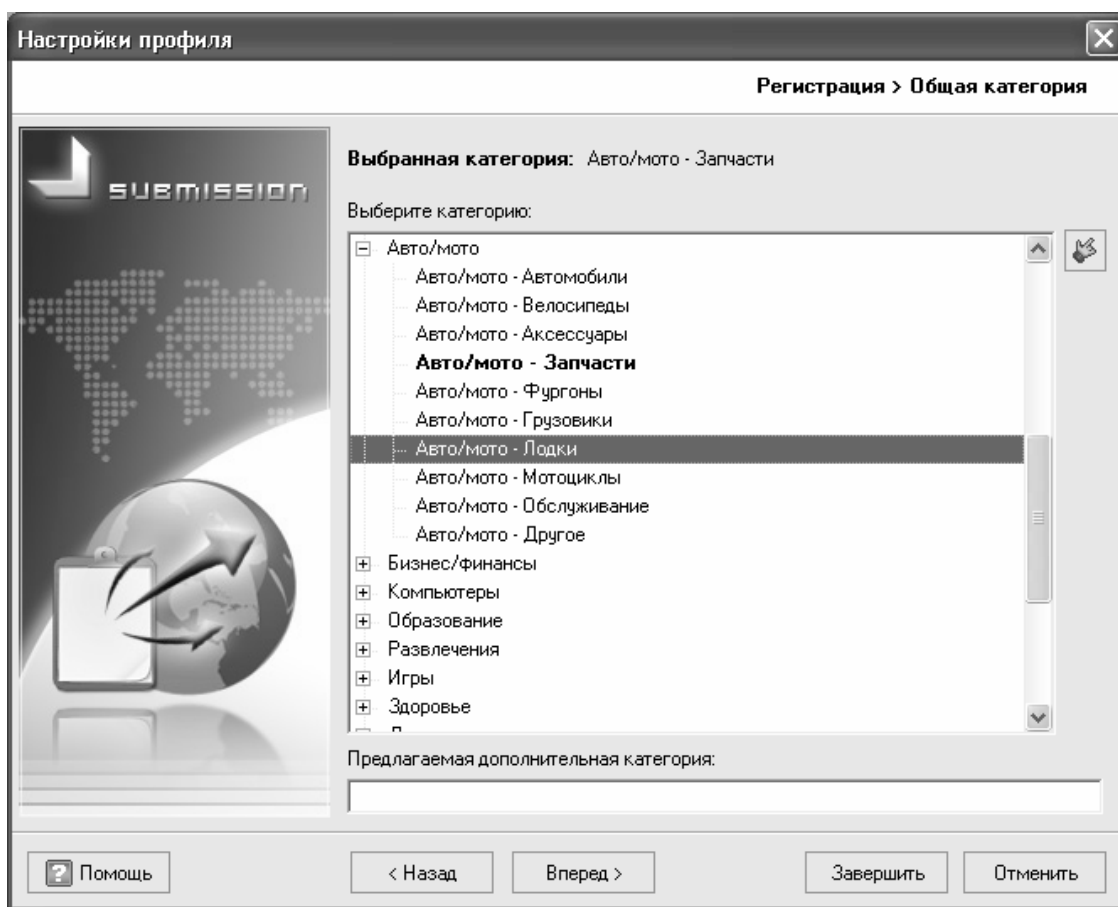 Настройки профиля
Регистрация > Общая категория
submission
Выбранная категория: Авто/мото - Запчасти
Выберите категорию:
Авто/мото
Авто/мото - Автомобили
Авто/мото - Велосипеды
Авто/мото - Аксессуары
Авто/мото - Запчасти
Авто/мото - Фургоны
Авто/мото - Грузовики
Авто/мото - Лодки
Авто/мото - Мотоциклы
Авто/мото - Обслуживание
Авто/мото - Другое
Бизнес/финансы
Компьютеры
Образование
Развлечения
Игры
Здоровье
Предлагаемая дополнительная категория:
? Помощь < Назад Вперед > Завершить Отменить